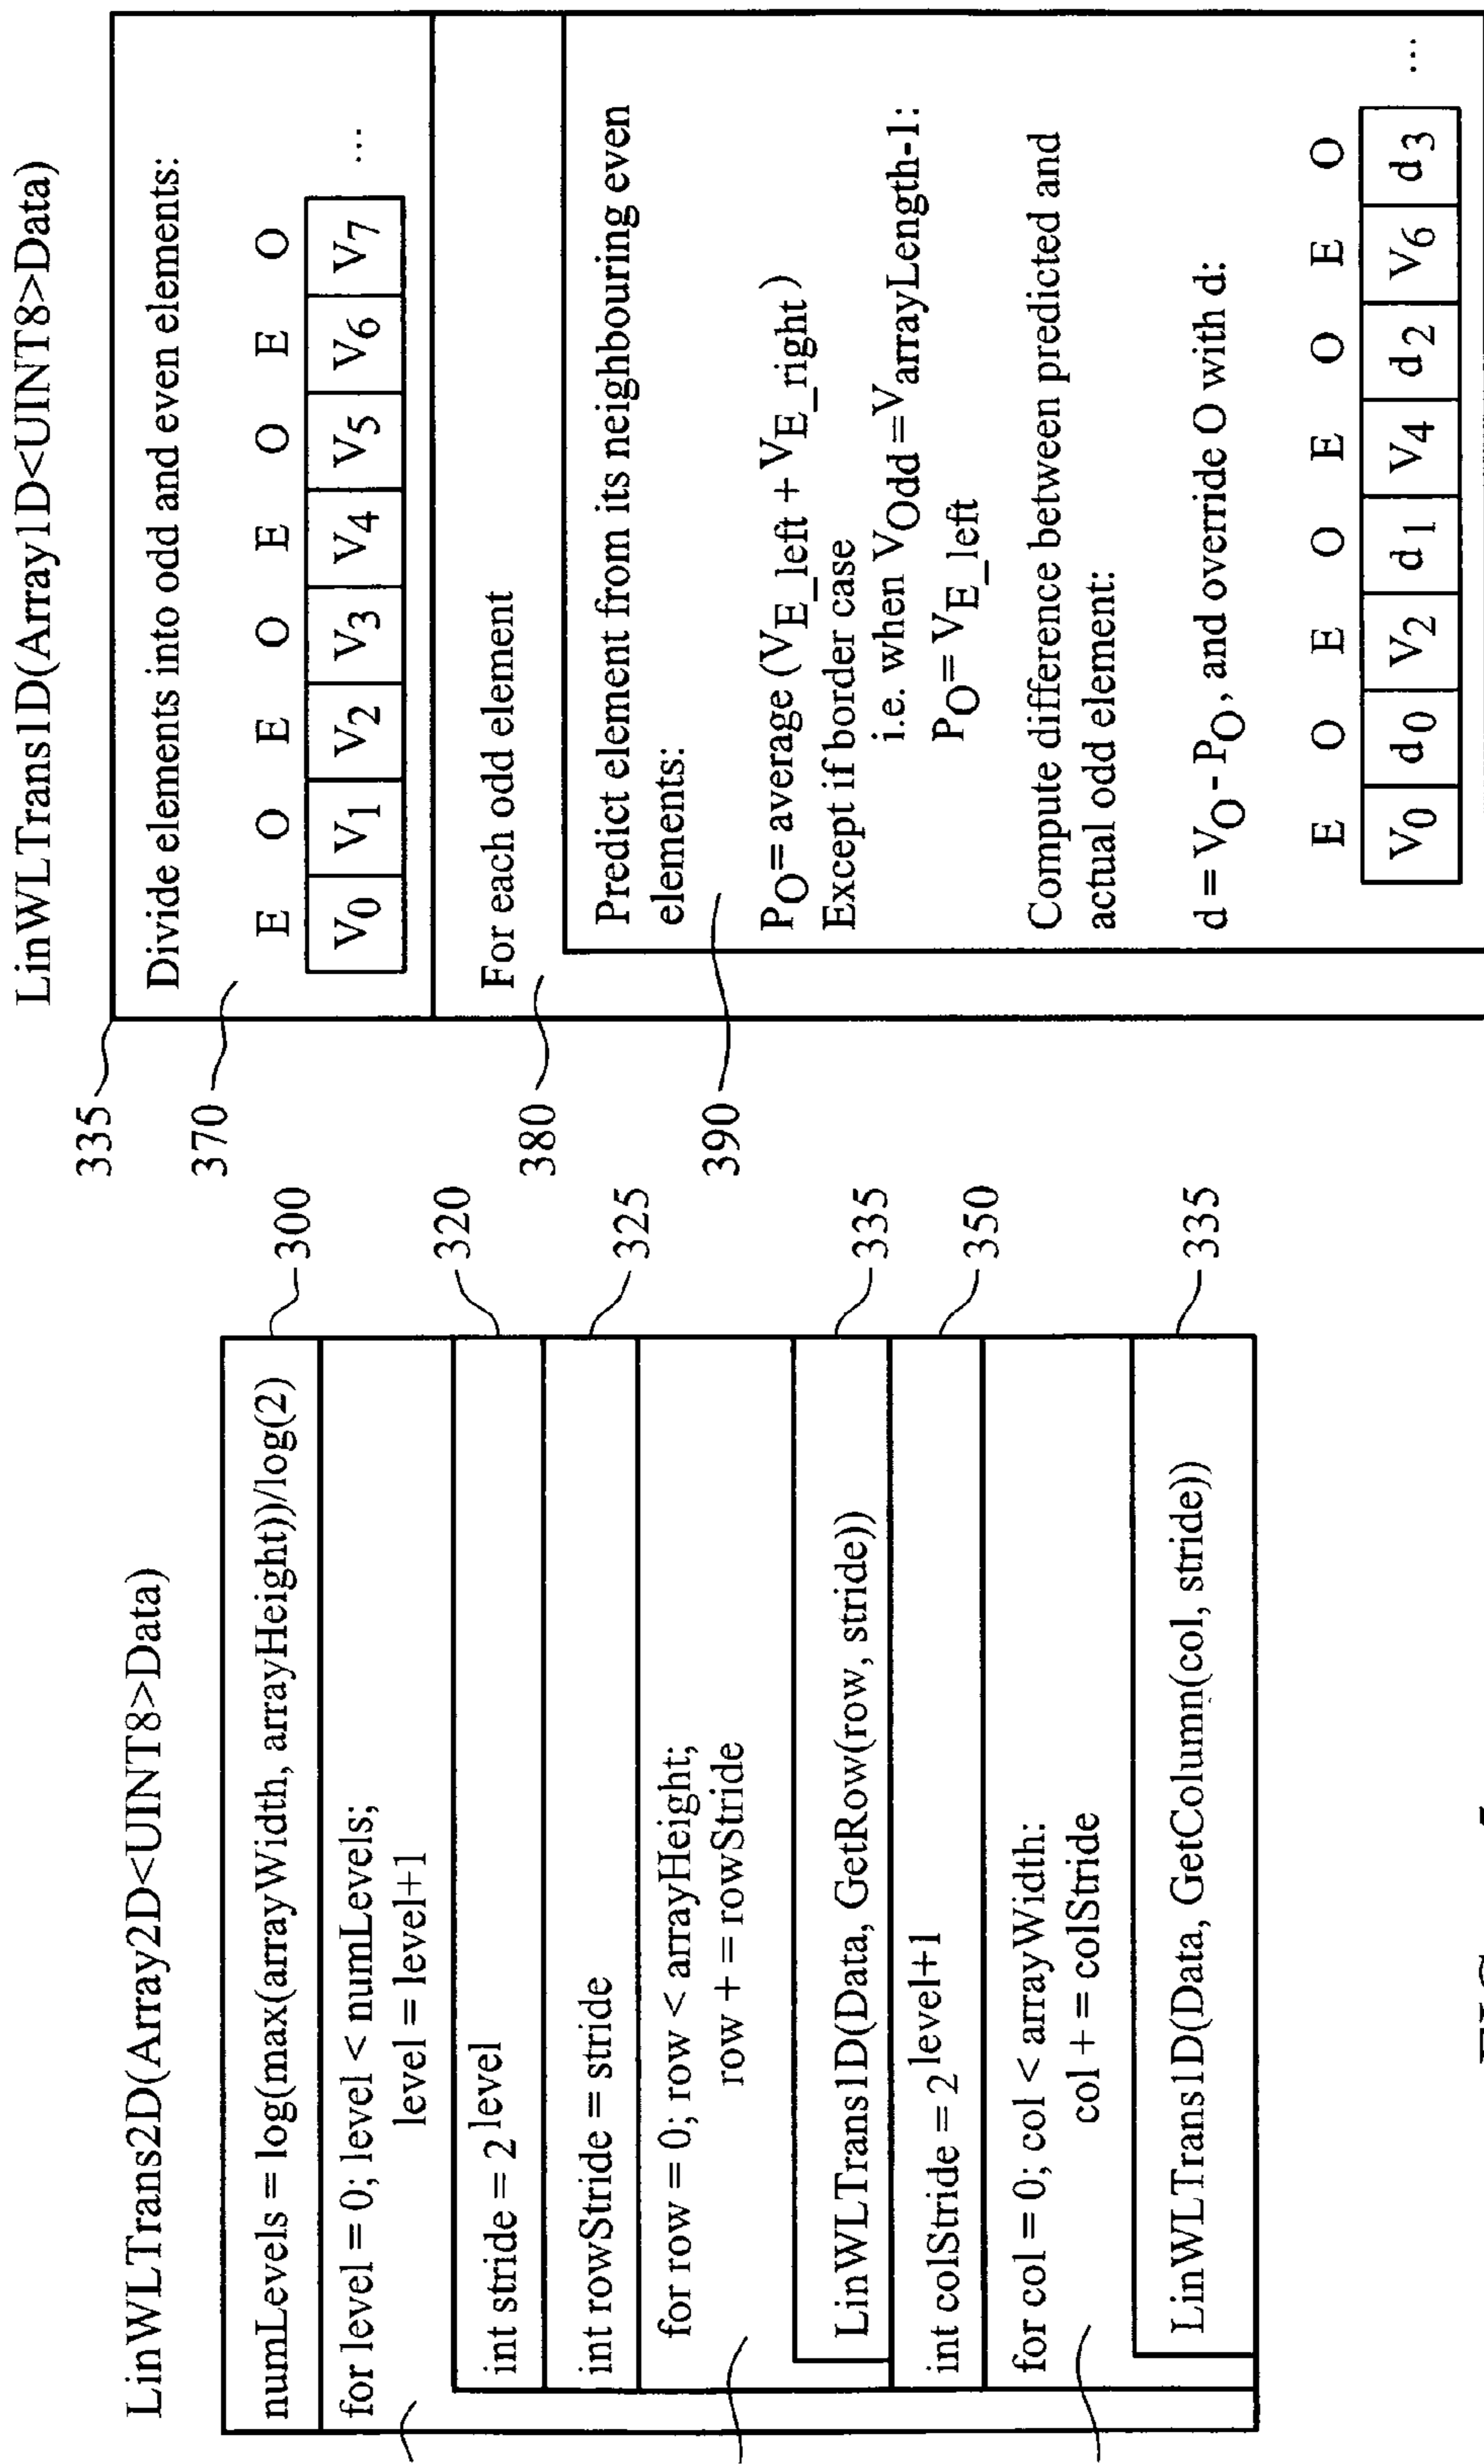 LinWLTrans2D(Array2D<UINT8>Data)
numLevels = log(max(arrayWidth, arrayHeight))/log(2)
300
for level = 0; level < numLevels;
level = level+1
int stride = 2^level
320
int rowStride = stride
325
for row = 0; row < arrayHeight;
row + = rowStride
LinWLTrans1D(Data, GetRow(row, stride))
335
int colStride = 2^level+1
350
for col = 0; col < arrayWidth:
col + = colStride
LinWLTrans1D(Data, GetColumn(col, stride))
335
LinWLTrans1D(Array1D<UINT8>Data)
335
370
Divide elements into odd and even elements:
E O E O E O E O
V0 V1 V2 V3 V4 V5 V6 V7 ...
380
For each odd element
390
Predict element from its neighbouring even
elements:
PO= average (VE_left + VE_right)
Except if border case
i.e. when VOdd =VarrayLength-1:
PO= VE_left
Compute difference between predicted and
actual odd element:
d = VO - PO, and override O with d:
E O E O E O E O
V0 d0 V2 d1 V4 d2 V6 d3 ...